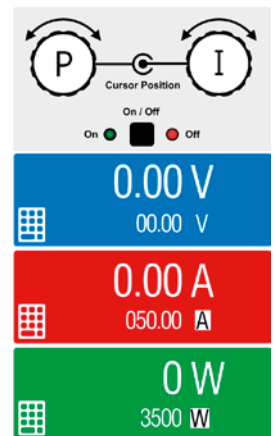 P I
Cursor Position
On / Off
On Off
0.00 V
00.00 V
0.00 A
050.00 A
0 W
3500 W